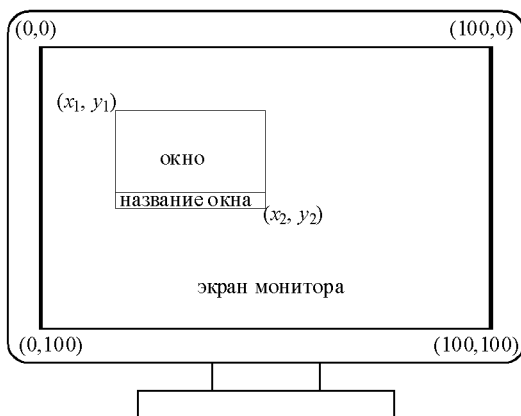 (0,0) (100,0)
(x₁, y₁)
окно
название окна
(x₂, y₂)
экран монитора
(0,100) (100,100)